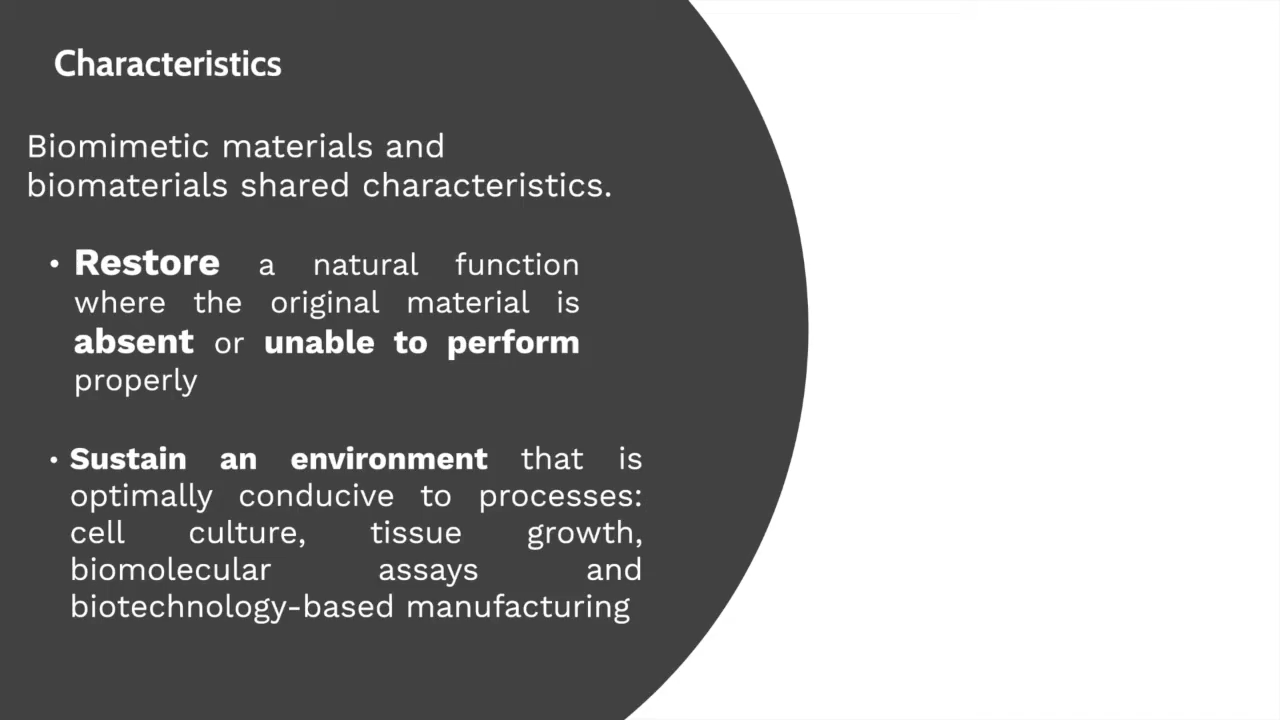 Characteristics
Biomimetic materials and
biomaterials shared characteristics.
• Restore a natural function
where the original material is
absent or unable to perform
properly
• Sustain an environment that is
optimally conducive to processes:
cell culture, tissue growth,
biomolecular assays and
biotechnology-based manufacturing